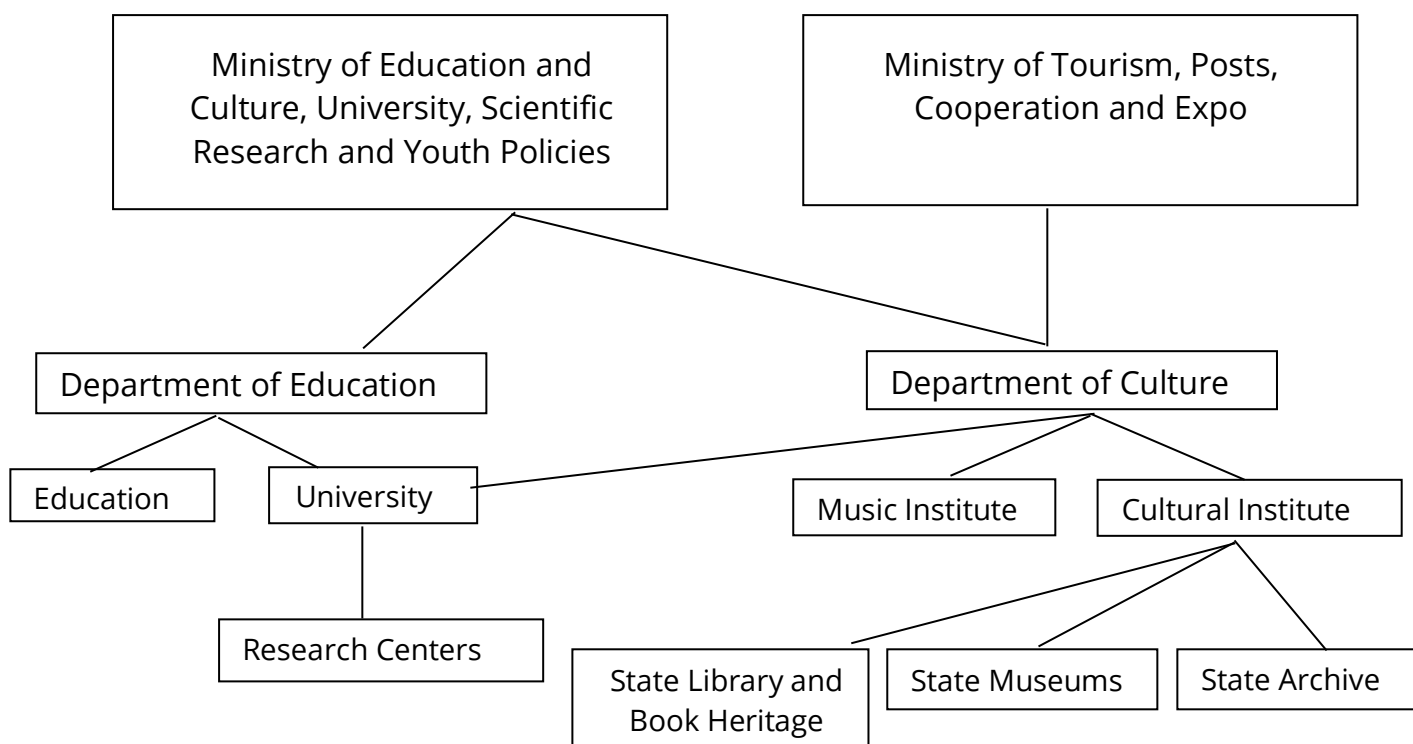 Ministry of Education and
Culture, University, Scientific
Research and Youth Policies
Ministry of Tourism, Posts,
Cooperation and Expo
Department of Education
Department of Culture
Education
University
Music Institute
Cultural Institute
Research Centers
State Library and
Book Heritage
State Museums
State Archive